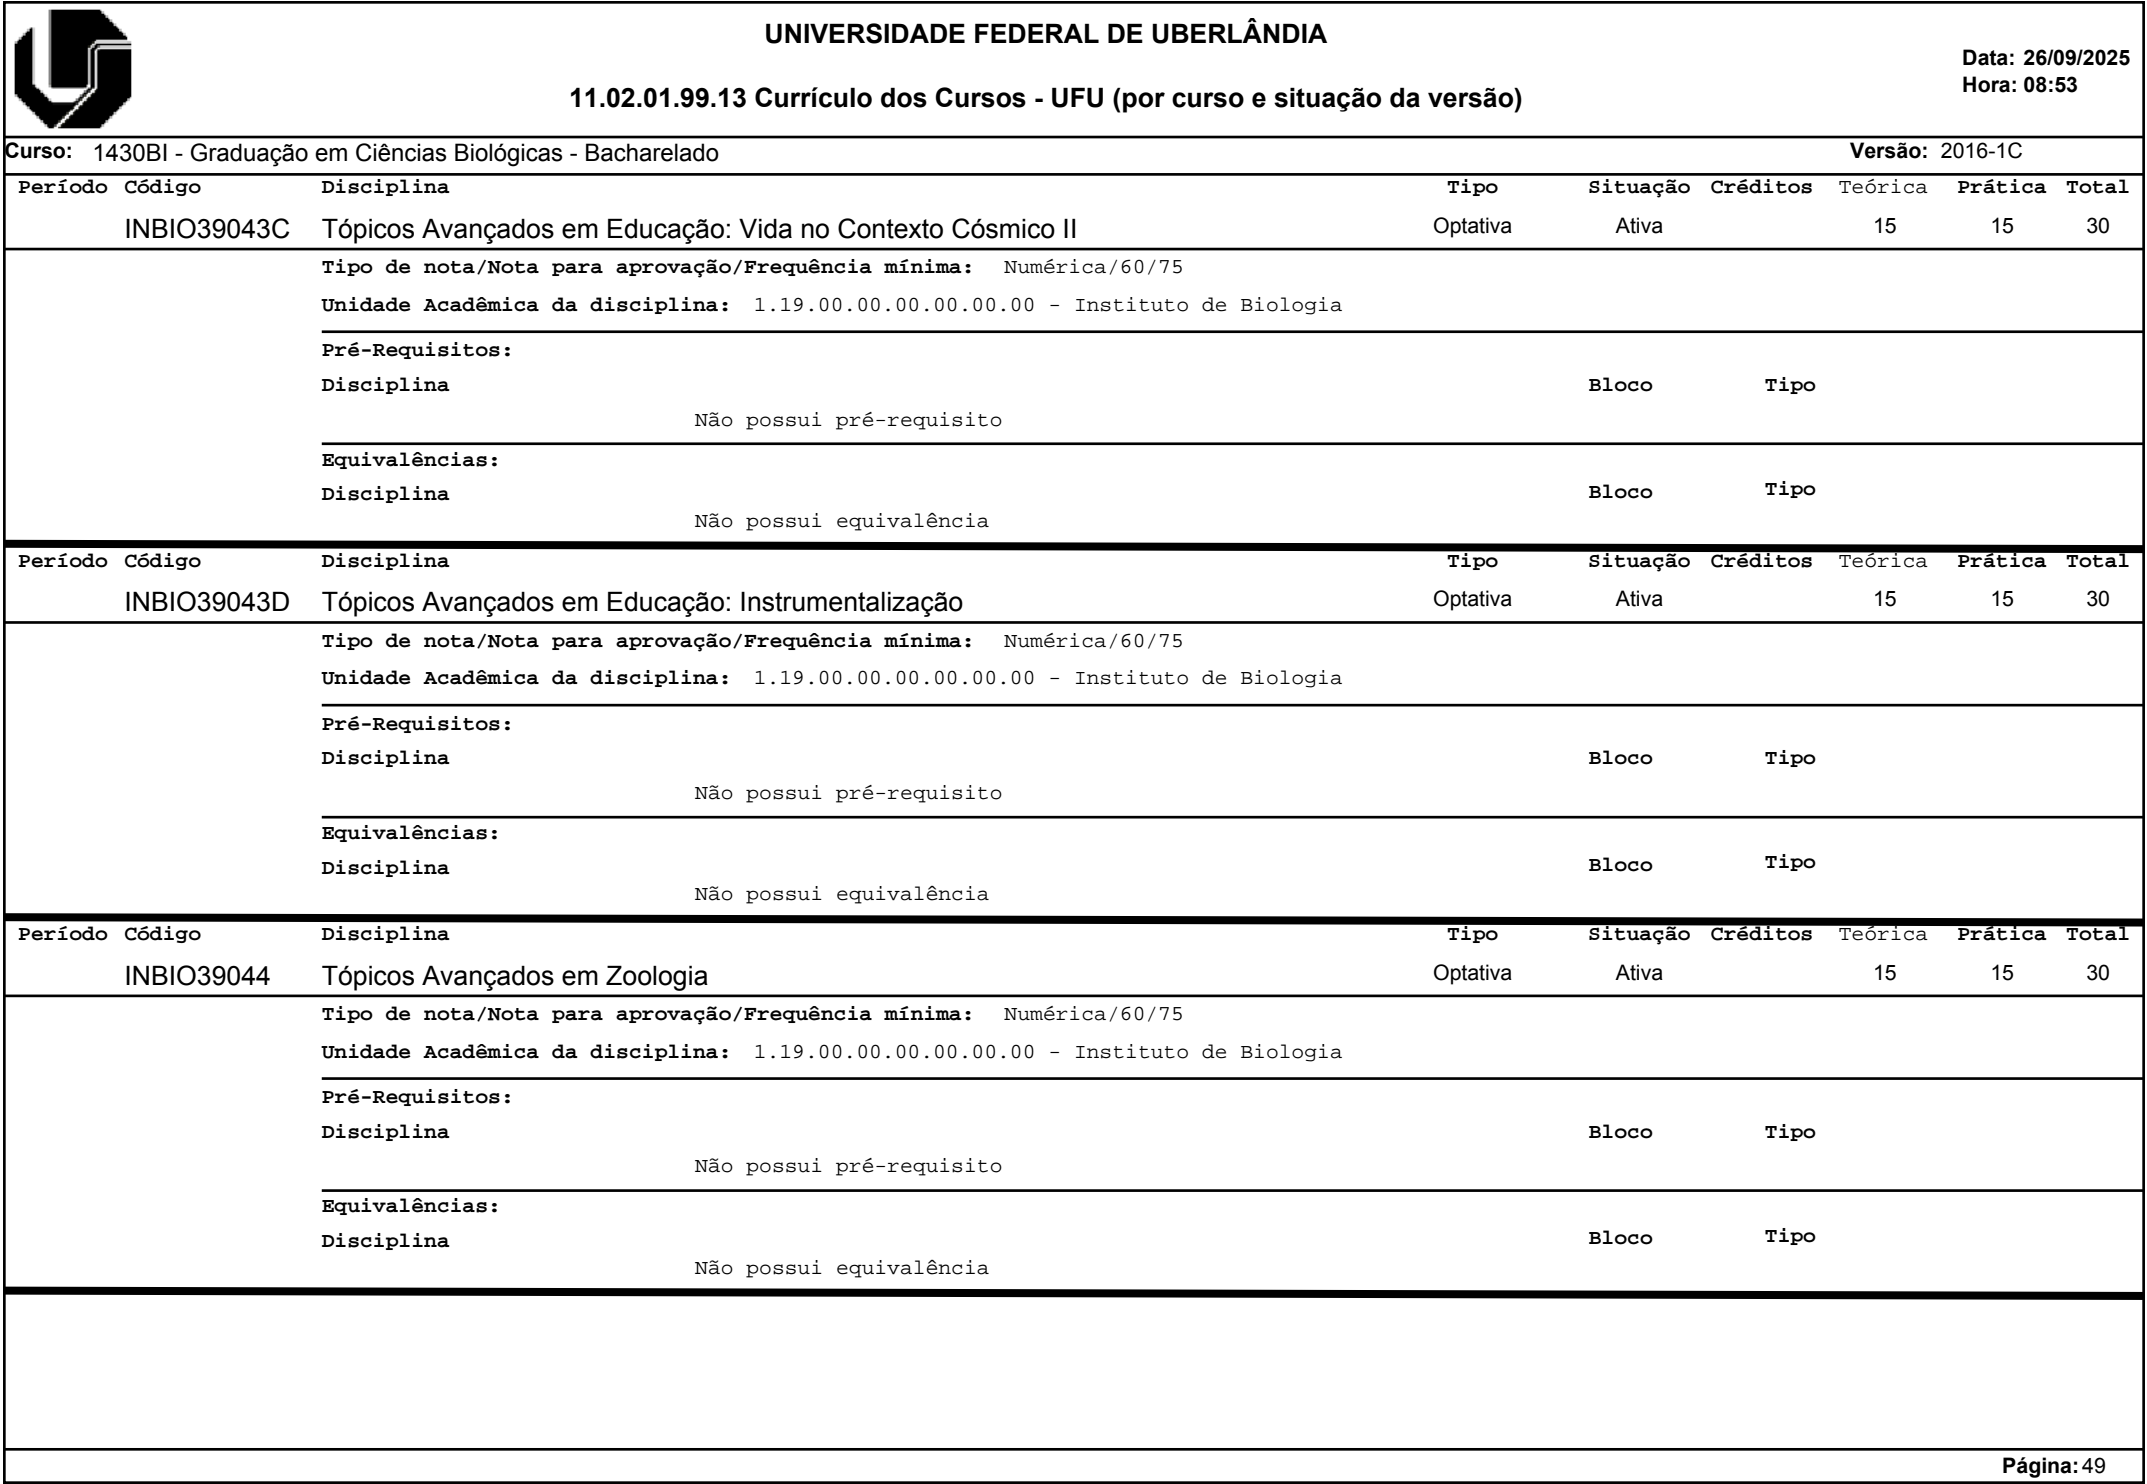 UNIVERSIDADE FEDERAL DE UBERLÂNDIA
Data: 26/09/2025
Hora: 08:53
11.02.01.99.13 Currículo dos Cursos - UFU (por curso e situação da versão)
Curso: 1430BI - Graduação em Ciências Biológicas - Bacharelado Versão: 2016-1C
Período Código Disciplina Tipo Situação Créditos Teórica Prática Total
INBIO39043C Tópicos Avançados em Educação: Vida no Contexto Cósmico II Optativa Ativa 15 15 30
Tipo de nota/Nota para aprovação/Frequência mínima: Numérica/60/75
Unidade Acadêmica da disciplina: 1.19.00.00.00.00.00.00 - Instituto de Biologia
Pré-Requisitos:
Disciplina Bloco Tipo
Não possui pré-requisito
Equivalências:
Disciplina Bloco Tipo
Não possui equivalência
Período Código Disciplina Tipo Situação Créditos Teórica Prática Total
INBIO39043D Tópicos Avançados em Educação: Instrumentalização Optativa Ativa 15 15 30
Tipo de nota/Nota para aprovação/Frequência mínima: Numérica/60/75
Unidade Acadêmica da disciplina: 1.19.00.00.00.00.00.00 - Instituto de Biologia
Pré-Requisitos:
Disciplina Bloco Tipo
Não possui pré-requisito
Equivalências:
Disciplina Bloco Tipo
Não possui equivalência
Período Código Disciplina Tipo Situação Créditos Teórica Prática Total
INBIO39044 Tópicos Avançados em Zoologia Optativa Ativa 15 15 30
Tipo de nota/Nota para aprovação/Frequência mínima: Numérica/60/75
Unidade Acadêmica da disciplina: 1.19.00.00.00.00.00.00 - Instituto de Biologia
Pré-Requisitos:
Disciplina Bloco Tipo
Não possui pré-requisito
Equivalências:
Disciplina Bloco Tipo
Não possui equivalência
Página: 49